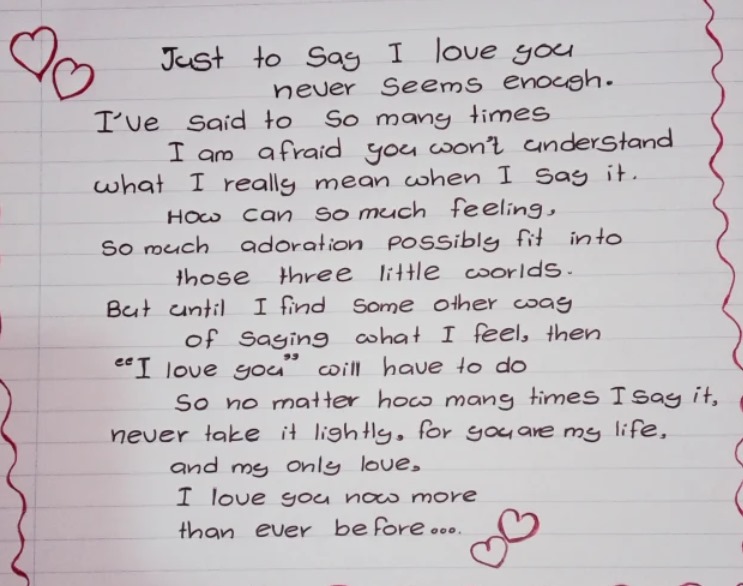 Just to Say I love you
never seems enough.
I've said to so many times
I am afraid you won't understand
what I really mean when I say it.
How can so much feeling,
so much adoration possibly fit into
those three little woorlds.
But until I find some other way
of saying what I feel, then
"I love you" will have to do
So no matter how many times I say it,
never take it lightly. for you are my life,
and my only love.
I love you now more
than ever before....